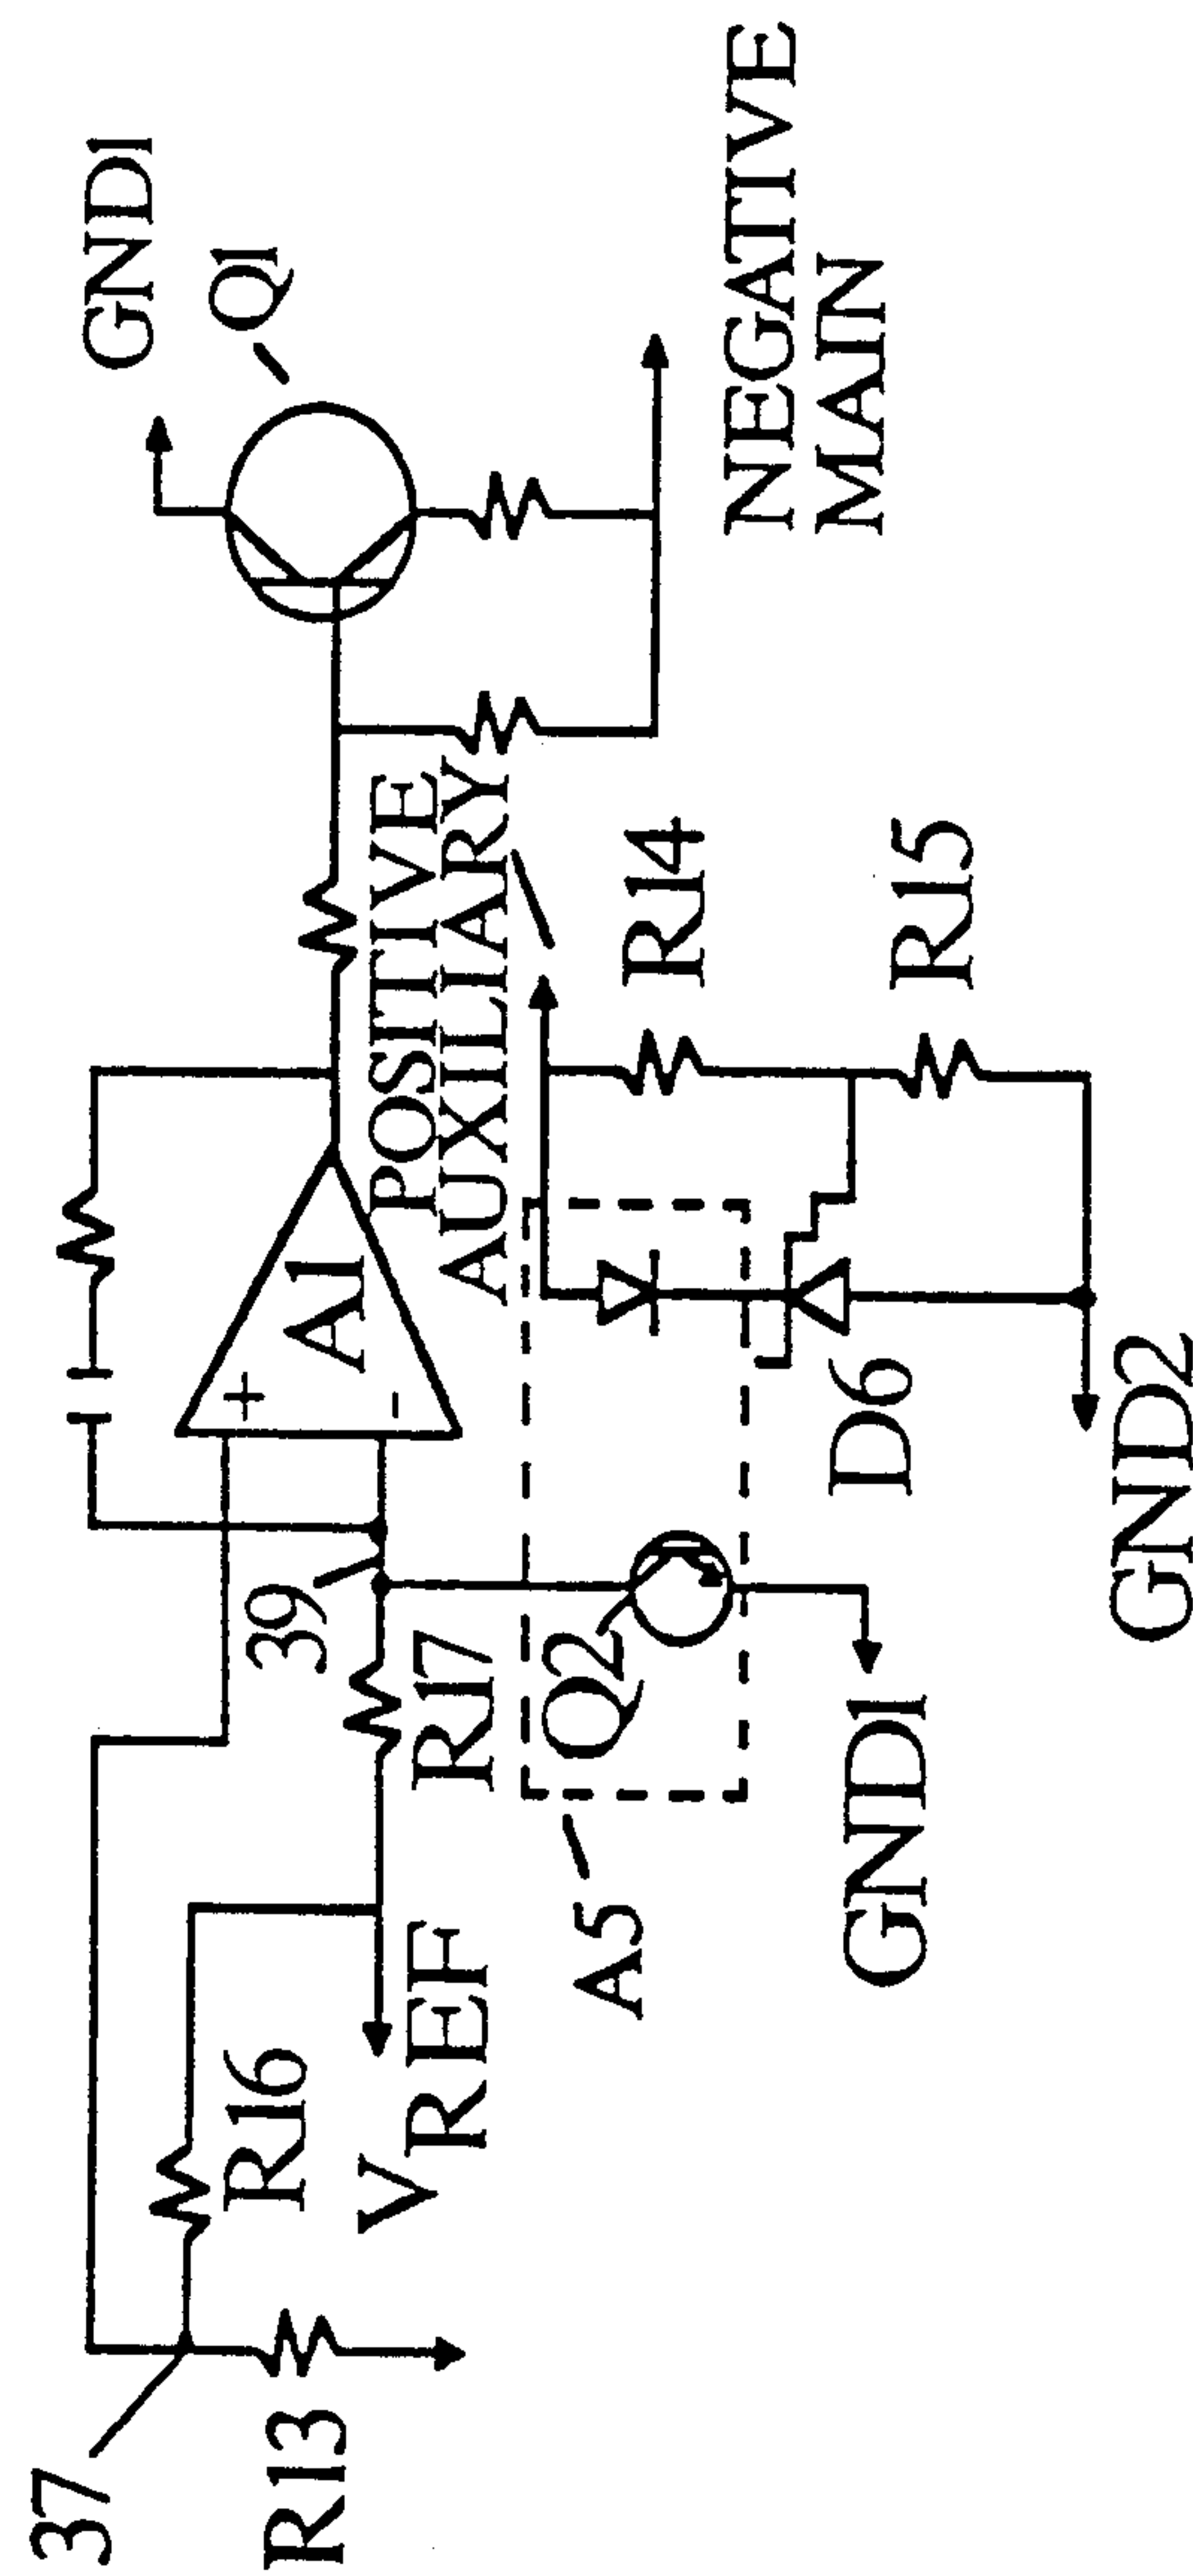 GND1
Q1
A1
+
-
POSITIVE
AUXILIARY
NEGATIVE
MAIN
37
R16
39
R13
VREF
R17
Q2
R14
A5
D6
R15
GND1
GND2